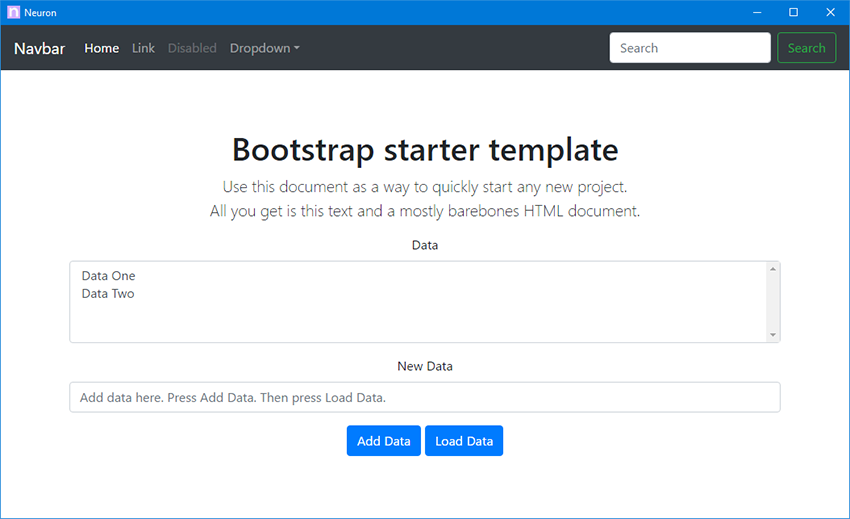 Neuron
Navbar Home Link Disabled Dropdown Search Search
Bootstrap starter template
Use this document as a way to quickly start any new project.
All you get is this text and a mostly barebones HTML document.
Data
Data One
Data Two
New Data
Add data here. Press Add Data. Then press Load Data.
Add Data Load Data